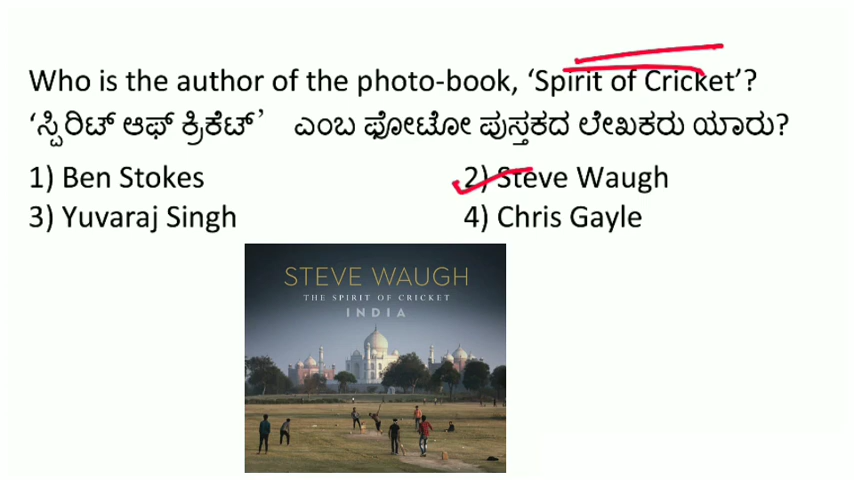 Who is the author of the photo-book, ‘Spirit of Cricket’?
‘ಸ್ಪಿರಿಟ್ ಆಫ್ ಕ್ರಿಕೆಟ್’ ಎಂಬ ಫೋಟೋ ಪುಸ್ತಕದ ಲೇಖಕರು ಯಾರು?
1) Ben Stokes 2) Steve Waugh
3) Yuvaraj Singh 4) Chris Gayle
STEVE WAUGH
THE SPIRIT OF CRICKET
INDIA